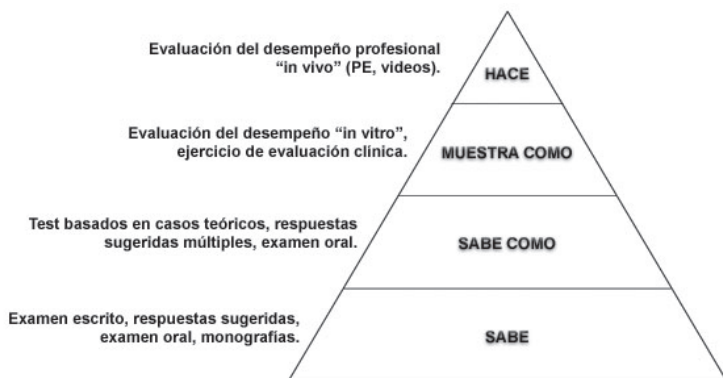 Evaluación del desempeño profesional
“in vivo” (PE, videos).
HACE
Evaluación del desempeño “in vitro”,
ejercicio de evaluación clínica.
MUESTRA COMO
Test basados en casos teóricos, respuestas
sugeridas múltiples, examen oral.
SABE COMO
Examen escrito, respuestas sugeridas,
examen oral, monografías.
SABE